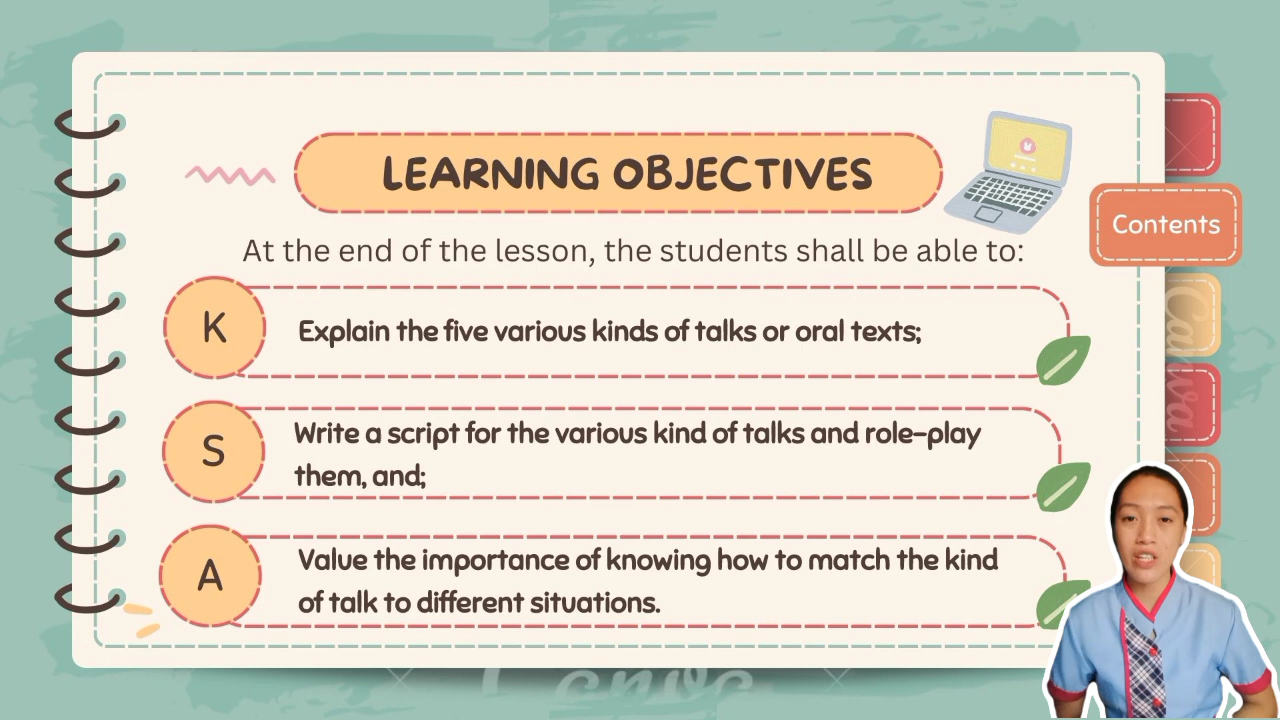 LEARNING OBJECTIVES
At the end of the lesson, the students shall be able to:
Contents
K
Explain the five various kinds of talks or oral texts;
S
Write a script for the various kind of talks and role-play
them, and;
A
Value the importance of knowing how to match the kind
of talk to different situations.
Canva
Canva